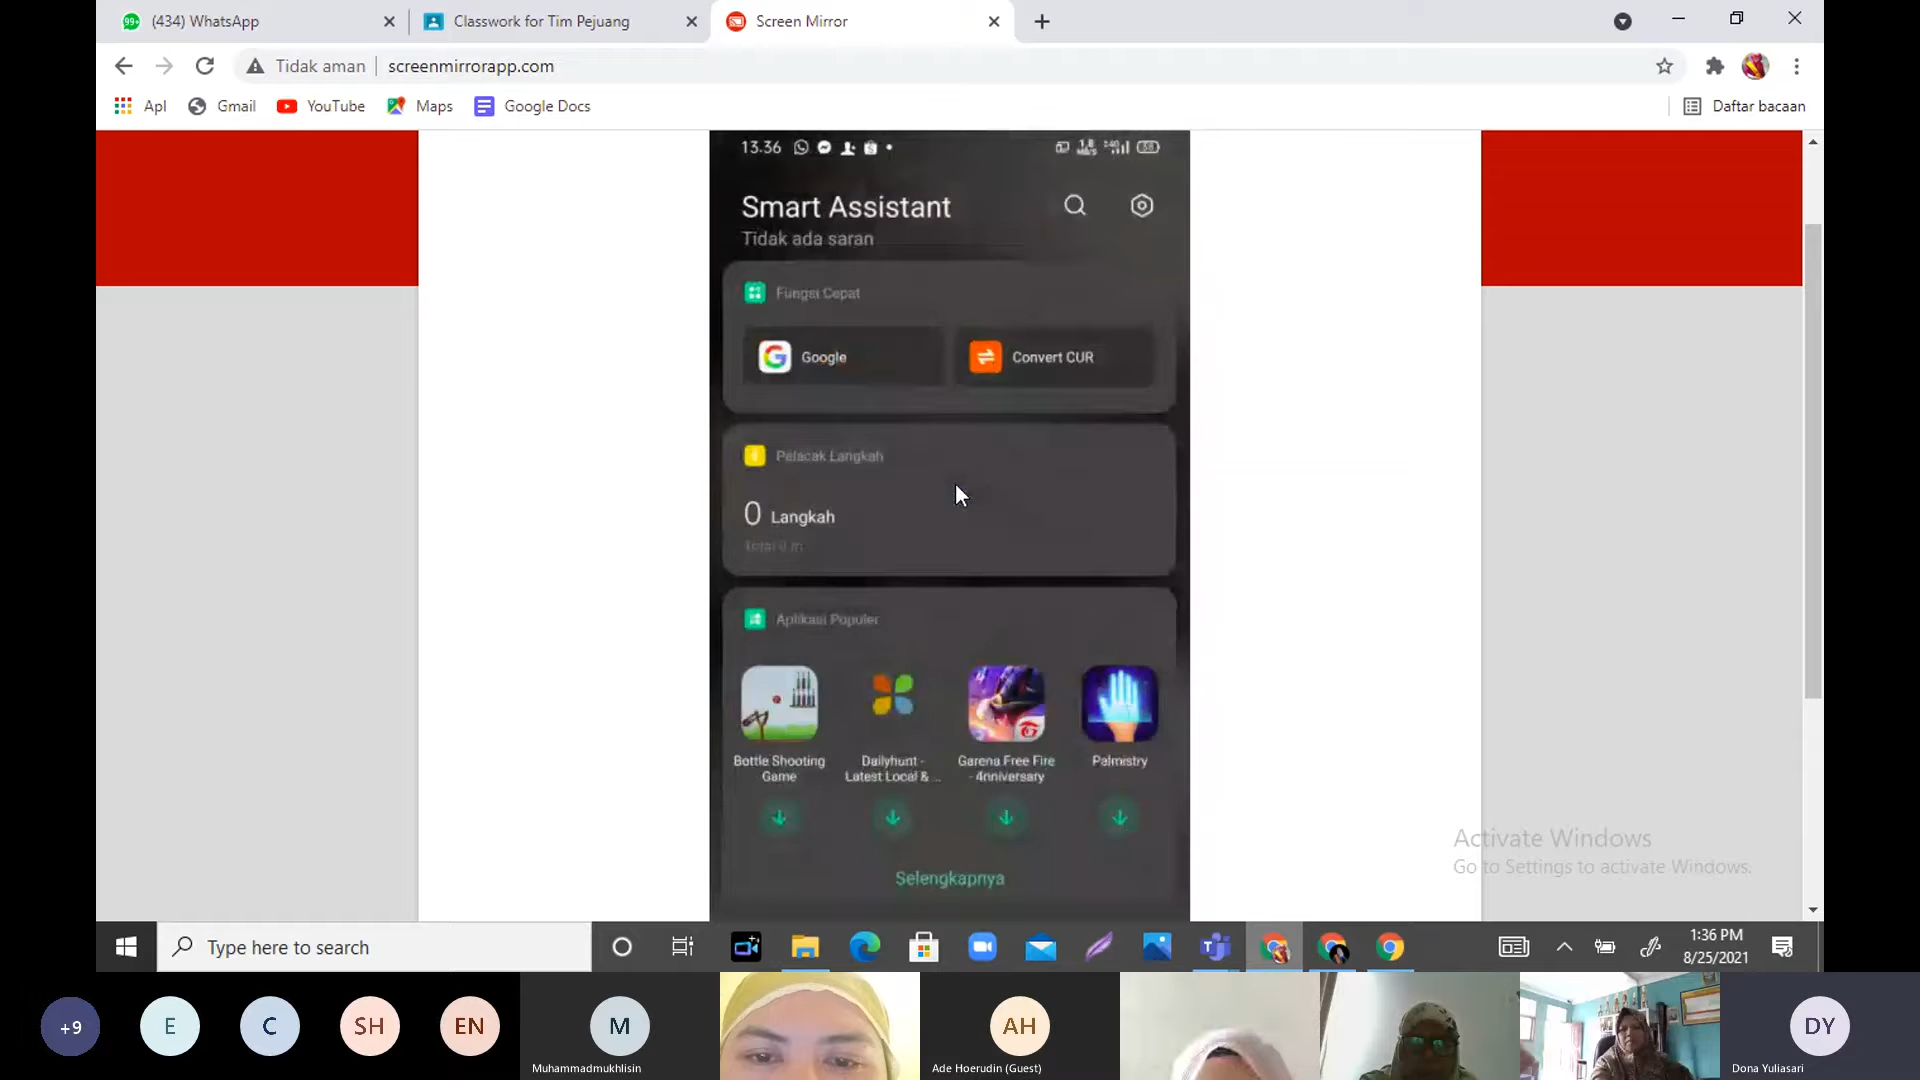 (434) WhatsApp
Classwork for Tim Pejuang
Screen Mirror
Tidak aman
screenmirrorapp.com
Apl
Gmail
YouTube
Maps
Google Docs
Daftar bacaan
13.36
Smart Assistant
Tidak ada saran
Fungsi Cepat
Google
Convert CUR
Pelacak Langkah
0 Langkah
Total 0 m
Aplikasi Populer
Bottle Shooting
Game
Dailyhunt -
Latest Local & ...
Garena Free Fire
- 4nniversary
Palmistry
Selengkapnya
Activate Windows
Go to Settings to activate Windows.
Type here to search
1:36 PM
8/25/2021
+9
E
C
SH
EN
M
Muhammadmukhlisin
AH
Ade Hoerudin (Guest)
DY
Dona Yuliasari